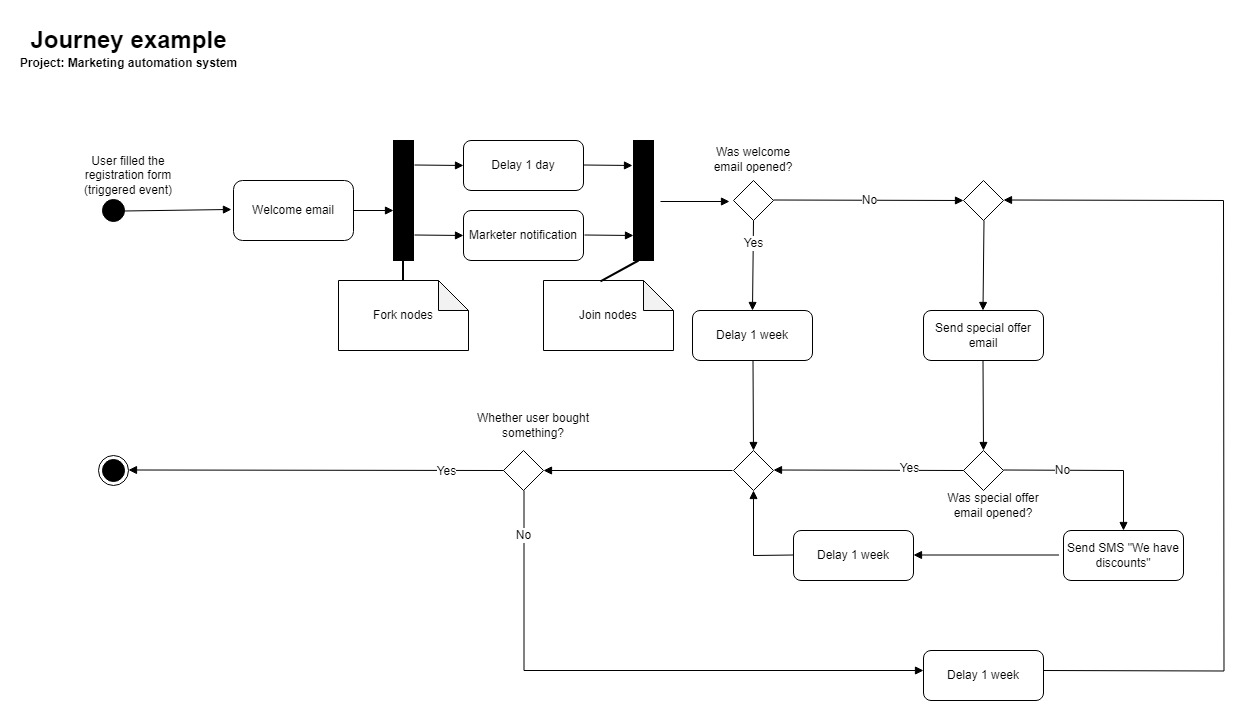 Journey example
Project: Marketing automation system
User filled the
registration form
(triggered event)
Welcome email
Delay 1 day
Marketer notification
Fork nodes
Join nodes
Was welcome
email opened?
No
Yes
Delay 1 week
Send special offer
email
Whether user bought
something?
Yes
Yes
No
Was special offer
email opened?
No
Delay 1 week
Send SMS "We have
discounts"
Delay 1 week